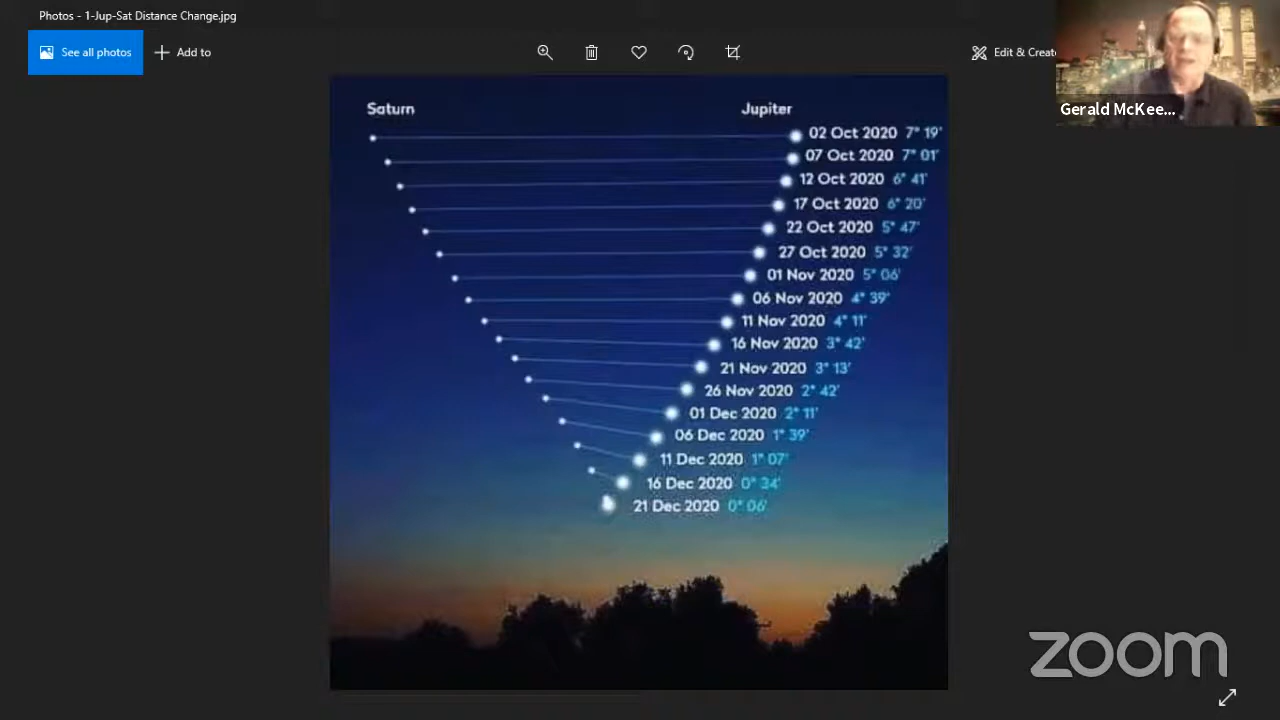 Photos - 1-Jup-Sat Distance Change.jpg
See all photos
Add to
Edit & Create
Gerald McKee...
Saturn
Jupiter
02 Oct 2020 7° 19'
07 Oct 2020 7° 01'
12 Oct 2020 6° 41'
17 Oct 2020 6° 20'
22 Oct 2020 5° 47'
27 Oct 2020 5° 32'
01 Nov 2020 5° 06'
06 Nov 2020 4° 39'
11 Nov 2020 4° 11'
16 Nov 2020 3° 42'
21 Nov 2020 3° 13'
26 Nov 2020 2° 42'
01 Dec 2020 2° 11'
06 Dec 2020 1° 39'
11 Dec 2020 1° 07'
16 Dec 2020 0° 34'
21 Dec 2020 0° 06'
zoom